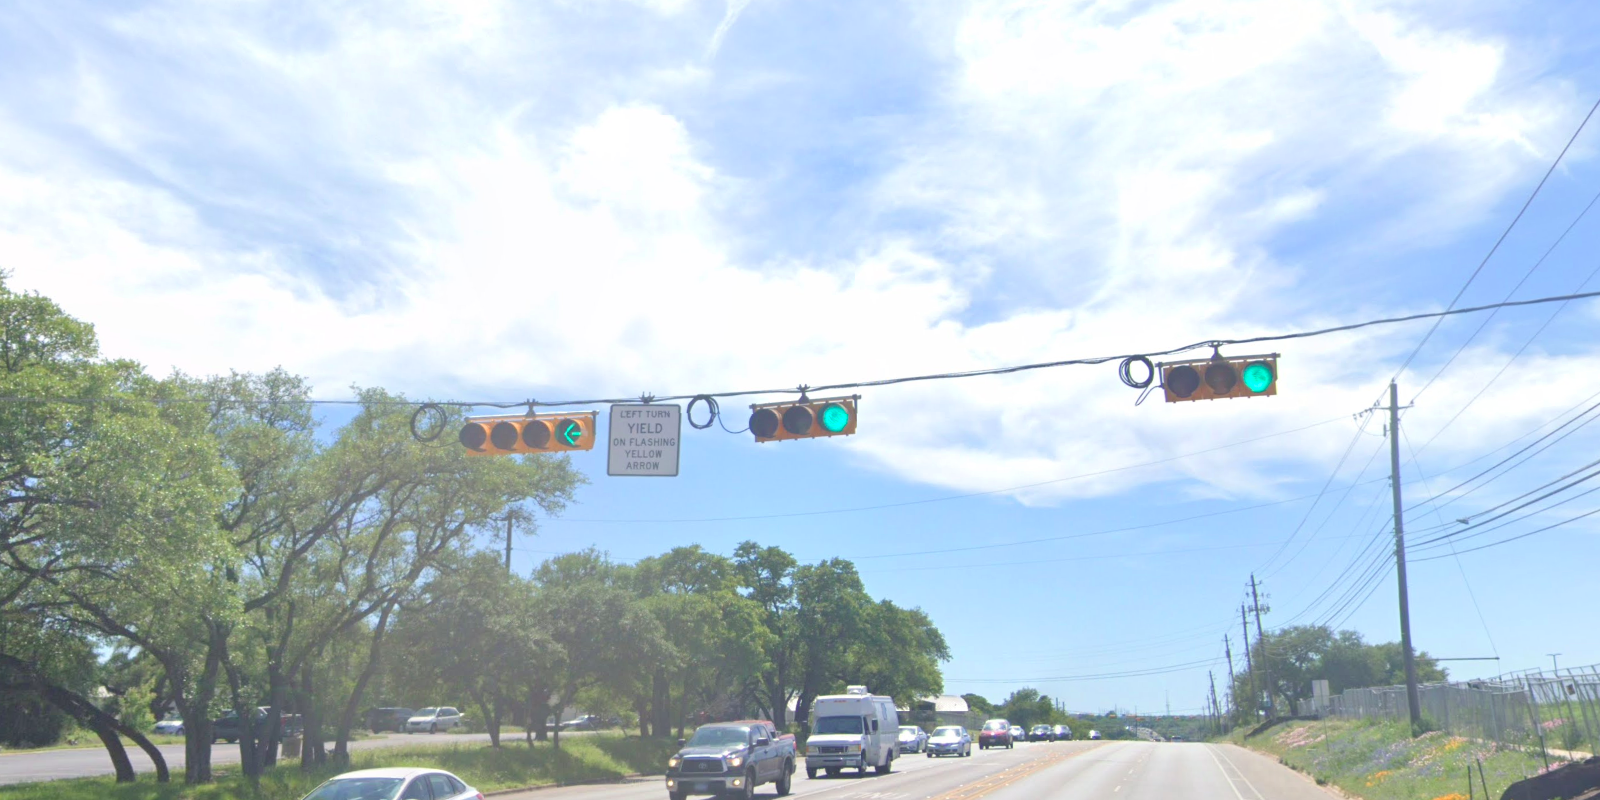 LEFT TURN
YIELD
ON FLASHING
YELLOW
ARROW